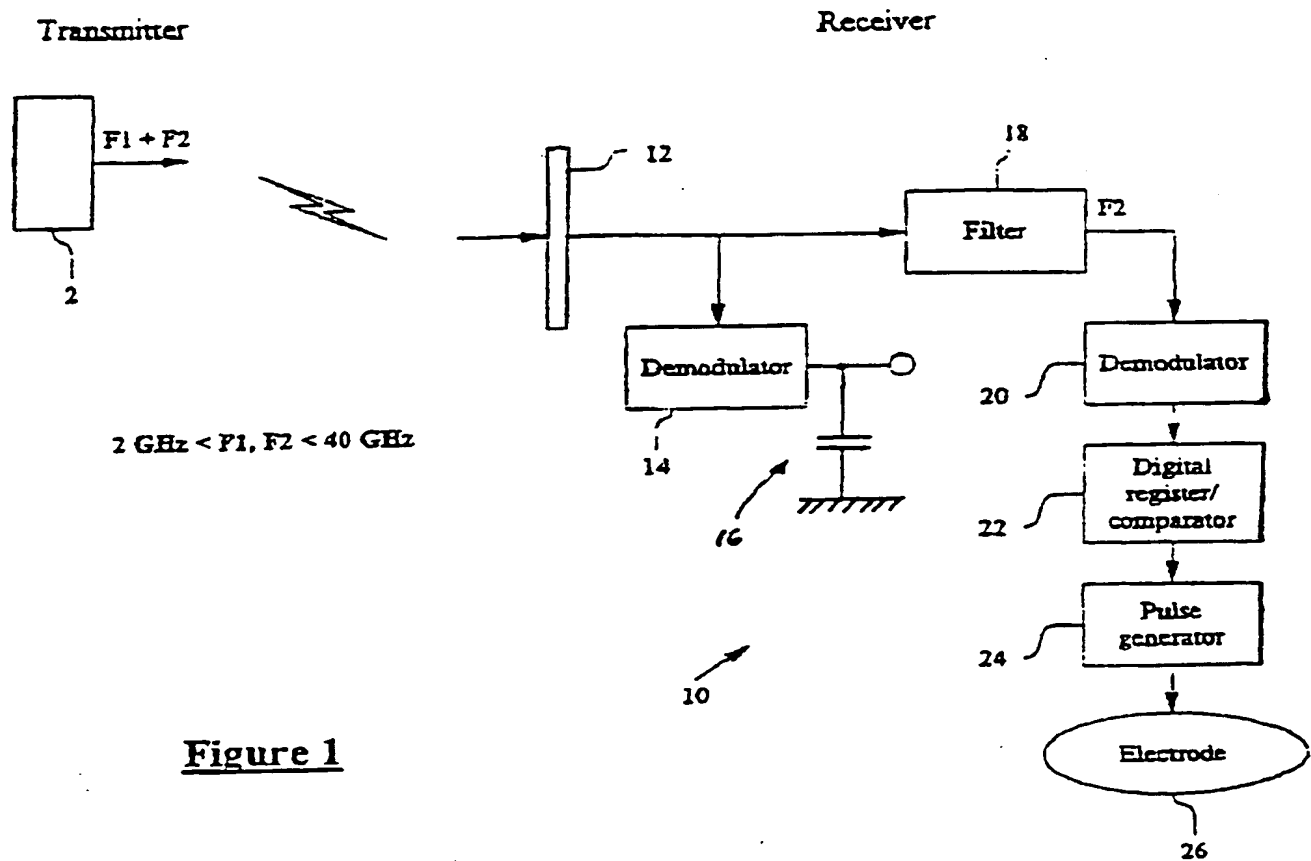 Transmitter
Receiver
F1 + F2
2
12
18
Filter
F2
Demodulator
14
16
Demodulator
20
2 GHz < F1, F2 < 40 GHz
Digital
register/
comparator
22
Pulse
generator
24
10
Electrode
26
Figure 1